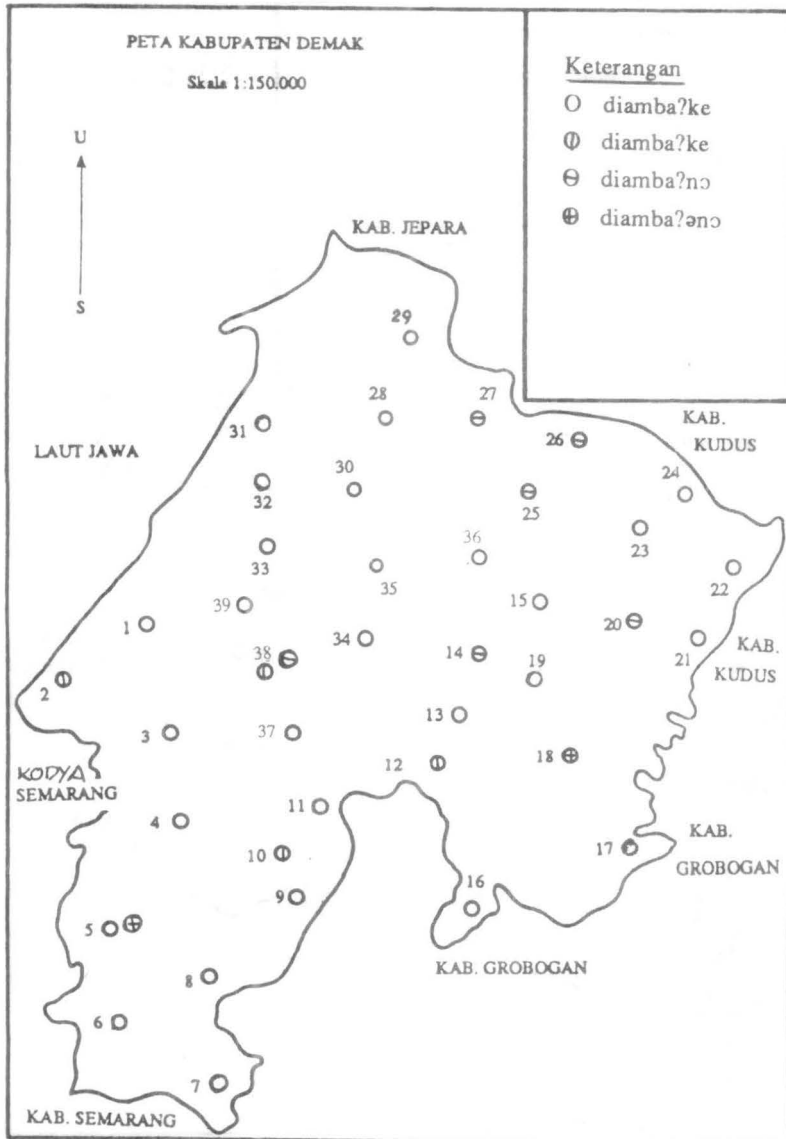 PETA KABUPATEN DEMAK
Skala 1:150.000
Keterangan
diamba?ke
diamba?ke
diamba?nɔ
diamba?ənɔ
U
S
KAB. JEPARA
29
28
27
31
26
KAB.
KUDUS
LAUT JAWA
30
24
32
25
23
36
33
35
22
39
15
1
20
34
38
14
19
21
KAB.
KUDUS
2
13
3
37
12
18
KODYA
SEMARANG
11
4
10
17
KAB.
GROBOGAN
9
16
5
KAB. GROBOGAN
8
6
7
KAB. SEMARANG